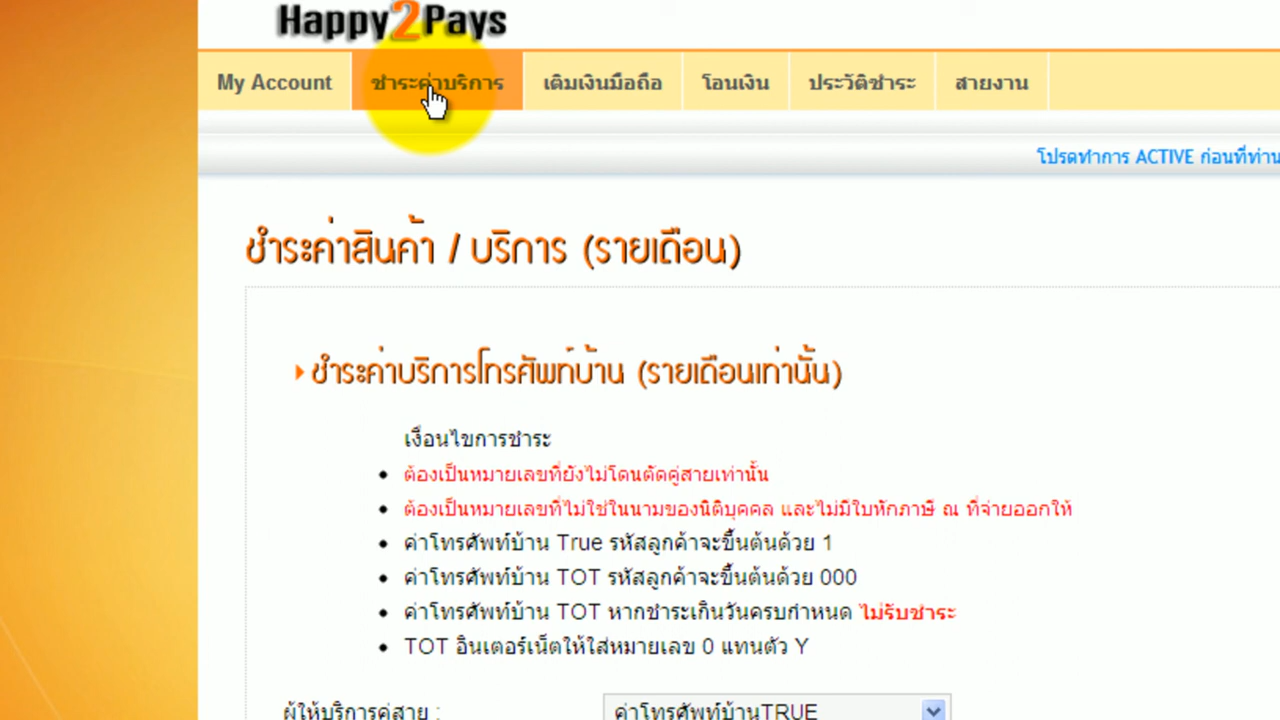 Happy2Pays
My Account ชำระค่าบริการ เติมเงินมือถือ โอนเงิน ประวัติชำระ สายงาน
โปรดทำการ ACTIVE ก่อนที่ท่าน
ชำระค่าสินค้า / บริการ (รายเดือน)
ชำระค่าบริการโทรศัพท์บ้าน (รายเดือนเท่านั้น)
เงื่อนไขการชำระ
ต้องเป็นหมายเลขที่ยังไม่โดนตัดคู่สายเท่านั้น
ต้องเป็นหมายเลขที่ไม่ใช่ในนามของนิติบุคคล และไม่มีใบหักภาษี ณ ที่จ่ายออกให้
ค่าโทรศัพท์บ้าน True รหัสลูกค้าจะขึ้นต้นด้วย 1
ค่าโทรศัพท์บ้าน TOT รหัสลูกค้าจะขึ้นต้นด้วย 000
ค่าโทรศัพท์บ้าน TOT หากชำระเกินวันครบกำหนด ไม่รับชำระ
TOT อินเตอร์เน็ตให้ใส่หมายเลข 0 แทนตัว Y
ผู้ให้บริการคู่สาย : ค่าโทรศัพท์บ้านTRUE